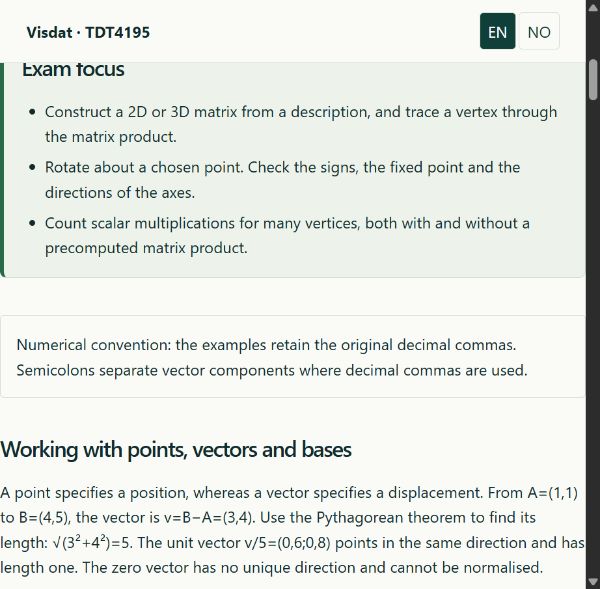 Visdat · TDT4195
EN NO
Exam focus
• Construct a 2D or 3D matrix from a description, and trace a vertex through
the matrix product.
• Rotate about a chosen point. Check the signs, the fixed point and the
directions of the axes.
• Count scalar multiplications for many vertices, both with and without a
precomputed matrix product.
Numerical convention: the examples retain the original decimal commas.
Semicolons separate vector components where decimal commas are used.
Working with points, vectors and bases
A point specifies a position, whereas a vector specifies a displacement. From A=(1,1)
to B=(4,5), the vector is v=B−A=(3,4). Use the Pythagorean theorem to find its
length: √(3²+4²)=5. The unit vector v/5=(0,6;0,8) points in the same direction and has
length one. The zero vector has no unique direction and cannot be normalised.